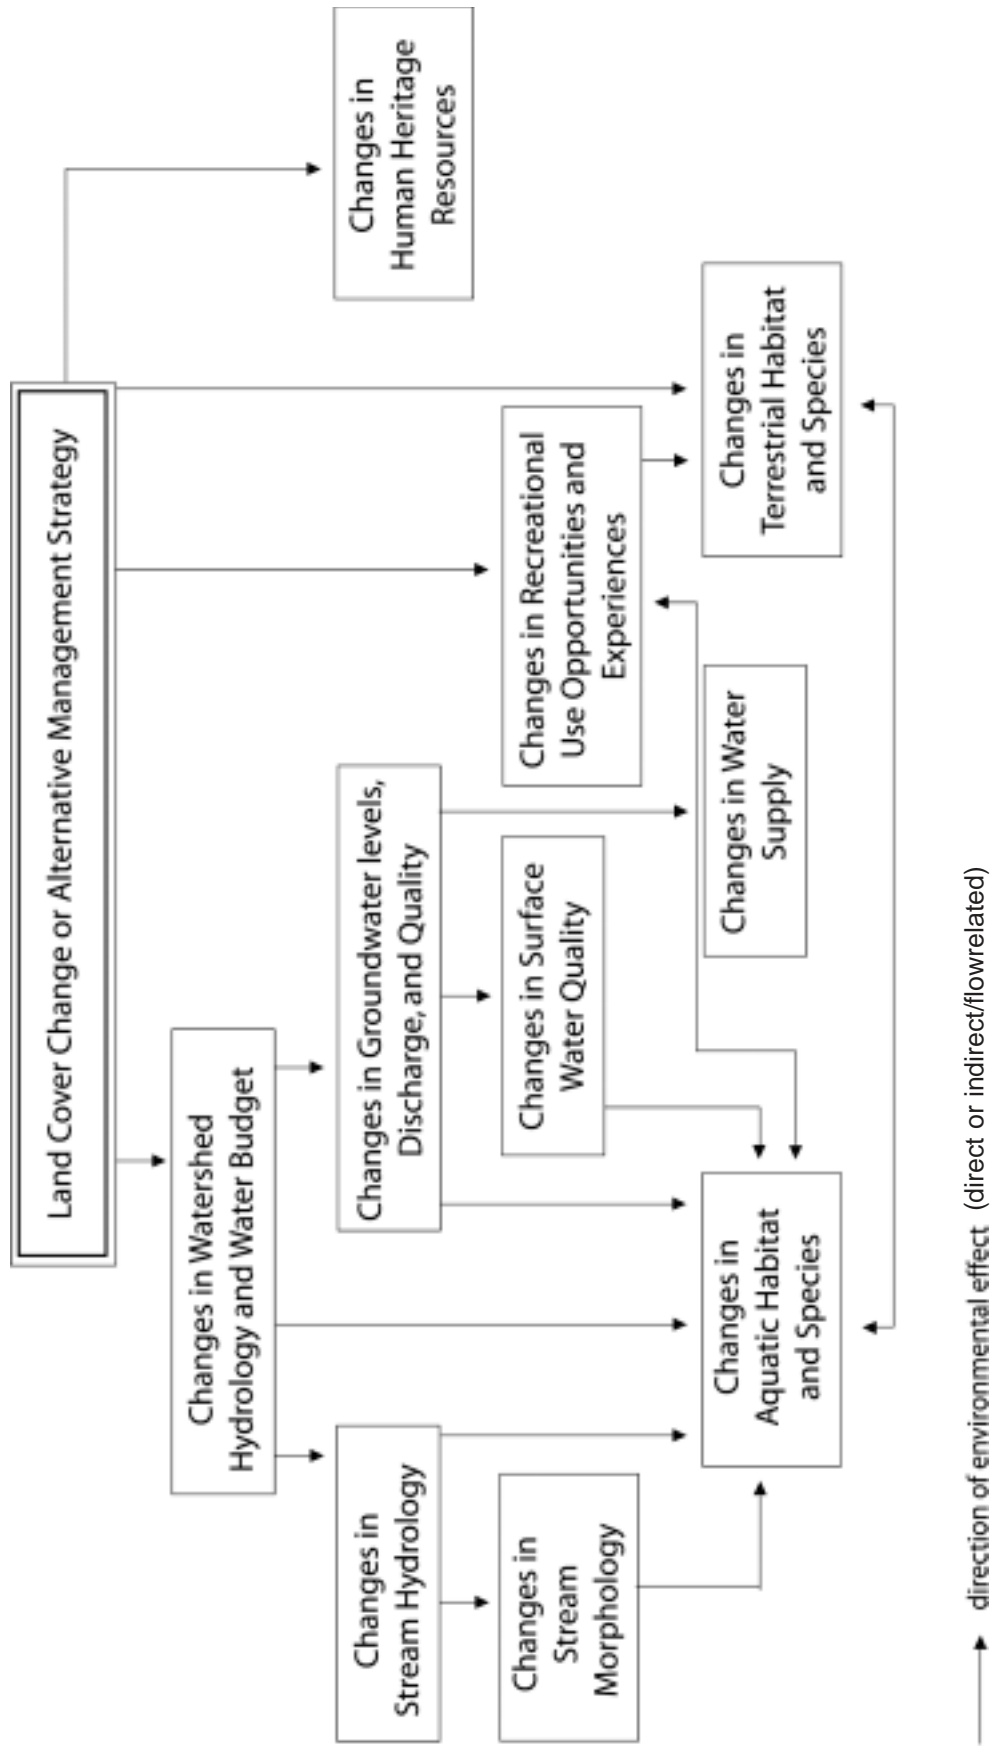 Land Cover Change or Alternative Management Strategy
Changes in Watershed
Hydrology and Water Budget
Changes in
Stream Hydrology
Changes in Groundwater levels,
Discharge, and Quality
Changes in
Human Heritage
Resources
Changes in
Stream
Morphology
Changes in Surface
Water Quality
Changes in Recreational
Use Opportunities and
Experiences
Changes in
Aquatic Habitat
and Species
Changes in Water
Supply
Changes in
Terrestrial Habitat
and Species
direction of environmental effect (direct or indirect/flowrelated)